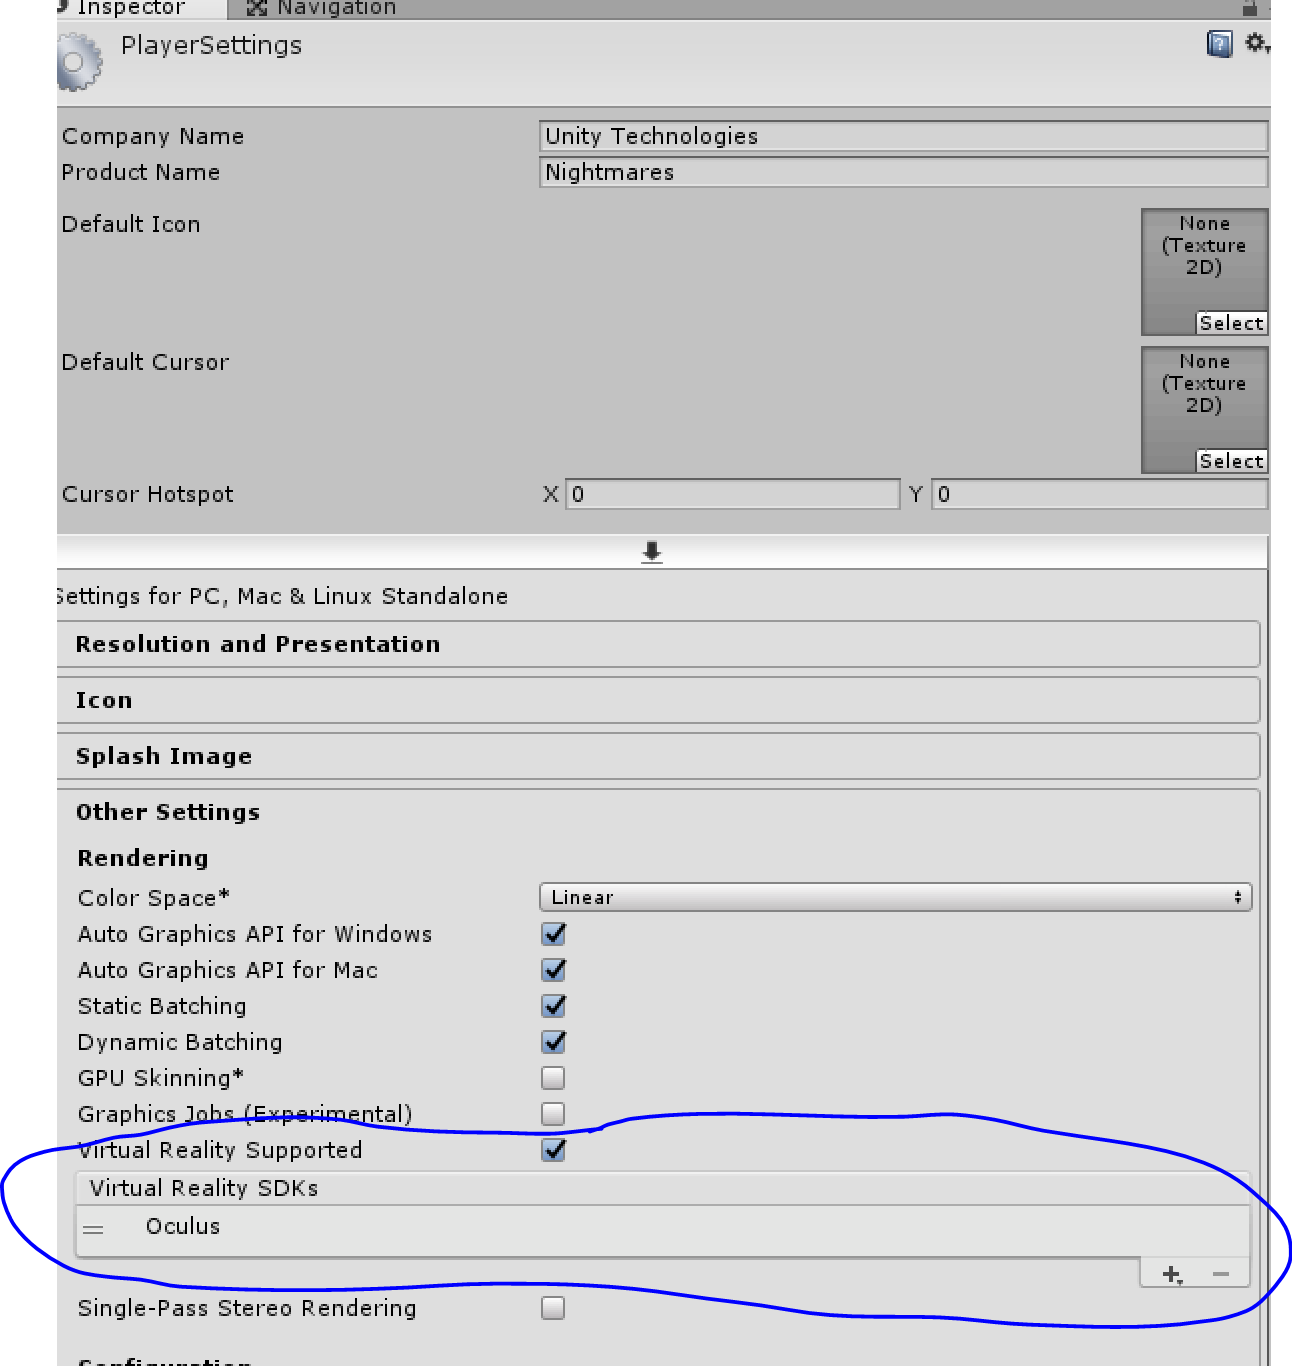 Inspector Navigation
PlayerSettings
Company Name Unity Technologies
Product Name Nightmares
Default Icon
None
(Texture
2D)
Select
Default Cursor
None
(Texture
2D)
Select
Cursor Hotspot X 0 Y 0
Settings for PC, Mac & Linux Standalone
Resolution and Presentation
Icon
Splash Image
Other Settings
Rendering
Color Space* Linear
Auto Graphics API for Windows
Auto Graphics API for Mac
Static Batching
Dynamic Batching
GPU Skinning*
Graphics Jobs (Experimental)
Virtual Reality Supported
Virtual Reality SDKs
Oculus
Single-Pass Stereo Rendering
Configuration